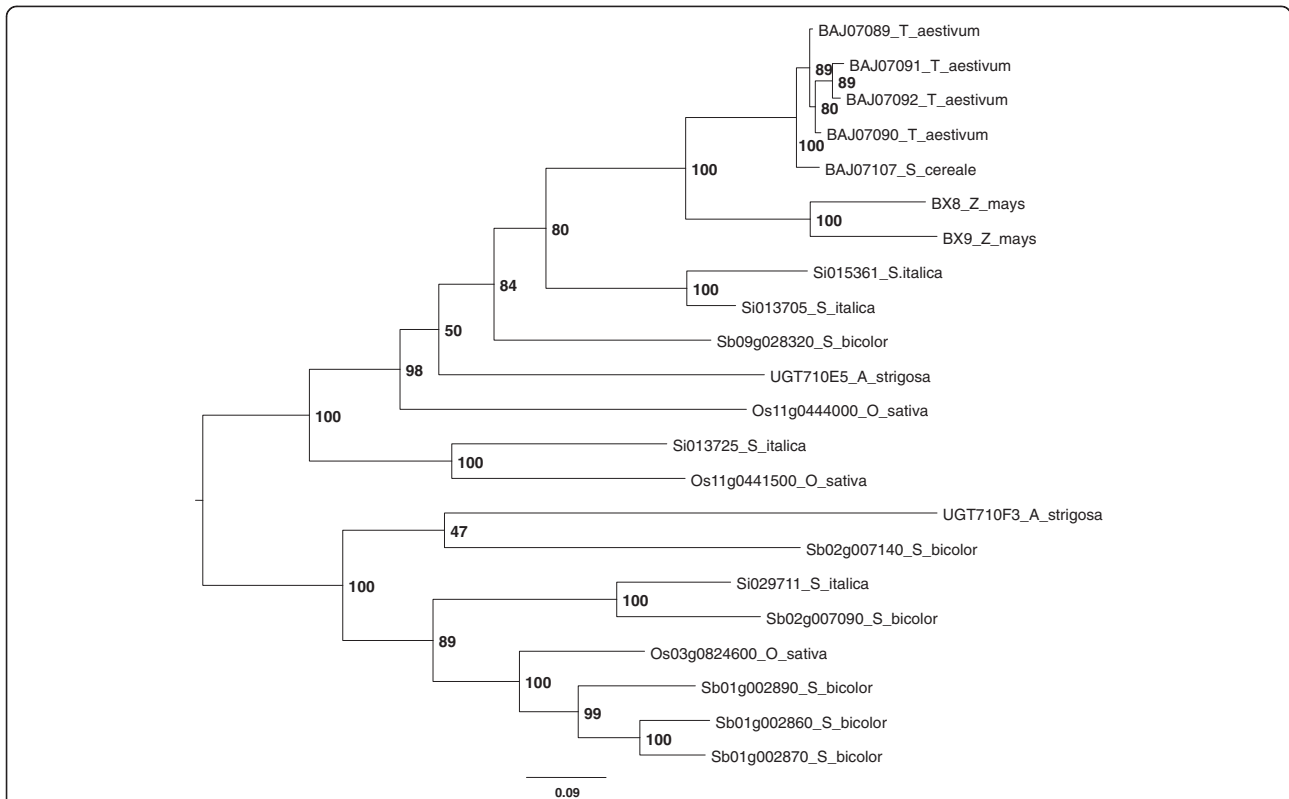 BAJ07089_T_aestivum
89
BAJ07091_T_aestivum
89
BAJ07092_T_aestivum
80
BAJ07090_T_aestivum
100
BAJ07107_S_cereale
100
BX8_Z_mays
100
BX9_Z_mays
80
Si015361_S.italica
100
Si013705_S_italica
84
Sb09g028320_S_bicolor
50
UGT710E5_A_strigosa
98
Os11g0444000_O_sativa
100
Si013725_S_italica
100
Os11g0441500_O_sativa
UGT710F3_A_strigosa
47
Sb02g007140_S_bicolor
100
Si029711_S_italica
100
Sb02g007090_S_bicolor
89
Os03g0824600_O_sativa
100
Sb01g002890_S_bicolor
99
Sb01g002860_S_bicolor
100
Sb01g002870_S_bicolor
0.09